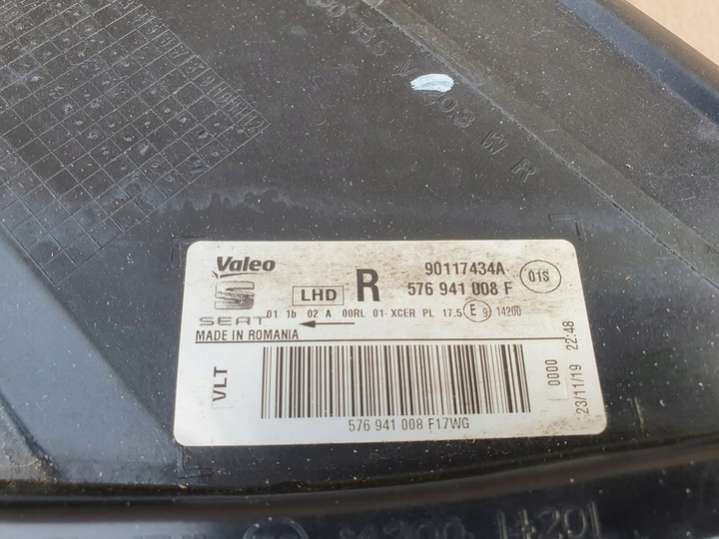 Valeo
SEAT
MADE IN ROMANIA
LHD
R
90117434A
576 941 008 F
01S
01 1b 02 A 00RL 01- XCER PL 17.5 E 9 14200
VLT
0000
23/11/19 22:48
576 941 008 F17WG
W R
14201